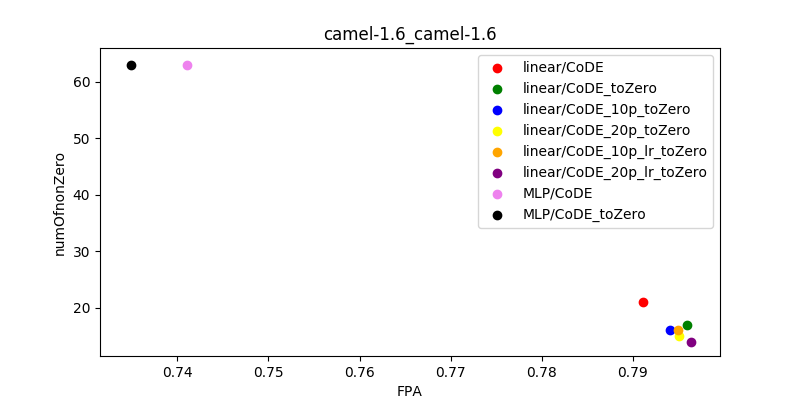 camel-1.6_camel-1.6
numOfnonZero
60
50
40
30
20
linear/CoDE
linear/CoDE_toZero
linear/CoDE_10p_toZero
linear/CoDE_20p_toZero
linear/CoDE_10p_lr_toZero
linear/CoDE_20p_lr_toZero
MLP/CoDE
MLP/CoDE_toZero
0.74 0.75 0.76 0.77 0.78 0.79
FPA